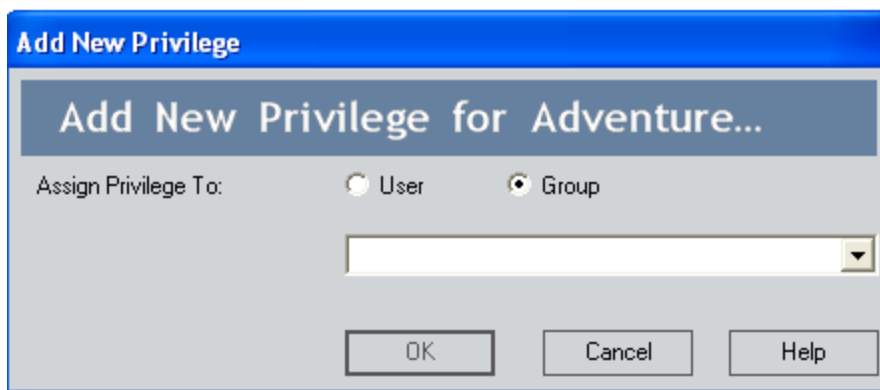 Add New Privilege
Add New Privilege for Adventure...
Assign Privilege To: User Group
OK Cancel Help